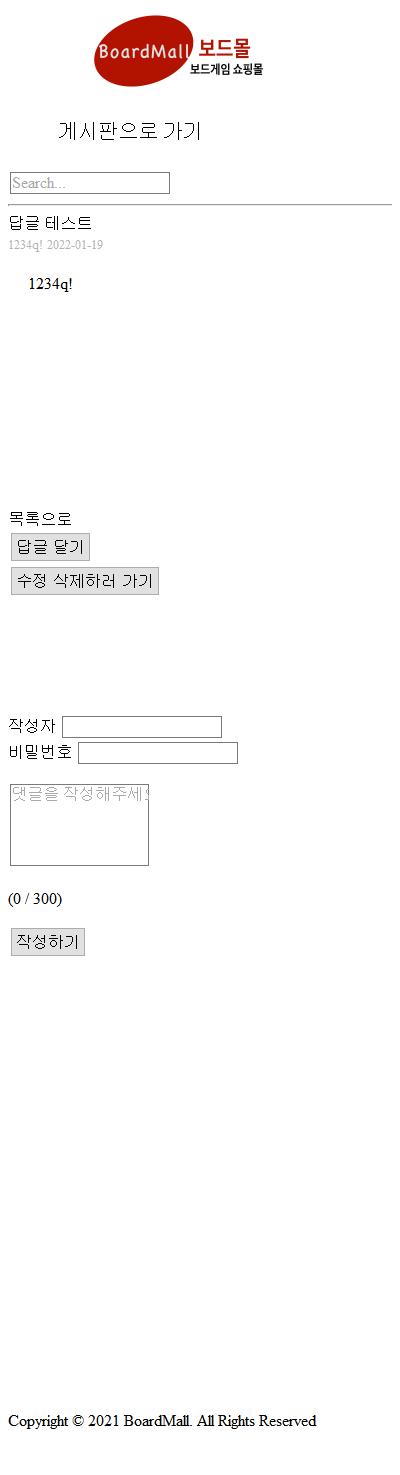 BoardMall 보드몰
보드게임 쇼핑몰
게시판으로 가기
Search...
답글 테스트
1234q! 2022-01-19
1234q!
목록으로
답글 달기
수정 삭제하러 가기
작성자
비밀번호
댓글을 작성해주세
(0 / 300)
작성하기
Copyright © 2021 BoardMall. All Rights Reserved